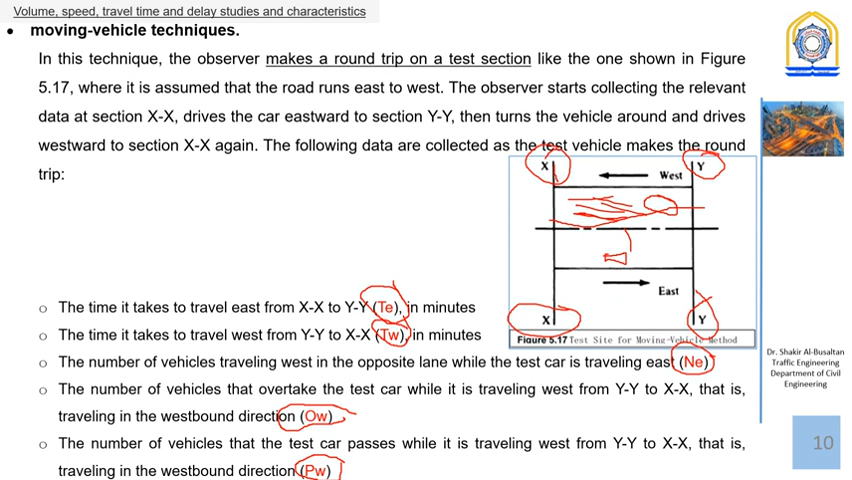 Volume, speed, travel time and delay studies and characteristics
• moving-vehicle techniques.
In this technique, the observer makes a round trip on a test section like the one shown in Figure
5.17, where it is assumed that the road runs east to west. The observer starts collecting the relevant
data at section X-X, drives the car eastward to section Y-Y, then turns the vehicle around and drives
westward to section X-X again. The following data are collected as the test vehicle makes the round
trip:
X
Y
West
East
X
Y
Figure 5.17 Test Site for Moving-Vehicle Method
o The time it takes to travel east from X-X to Y-Y (Te), in minutes
o The time it takes to travel west from Y-Y to X-X (Tw), in minutes
o The number of vehicles traveling west in the opposite lane while the test car is traveling east (Ne)
o The number of vehicles that overtake the test car while it is traveling west from Y-Y to X-X, that is,
traveling in the westbound direction (Ow)
o The number of vehicles that the test car passes while it is traveling west from Y-Y to X-X, that is,
traveling in the westbound direction (Pw)
Dr. Shakir Al-Busaltan
Traffic Engineering
Department of Civil
Engineering
10